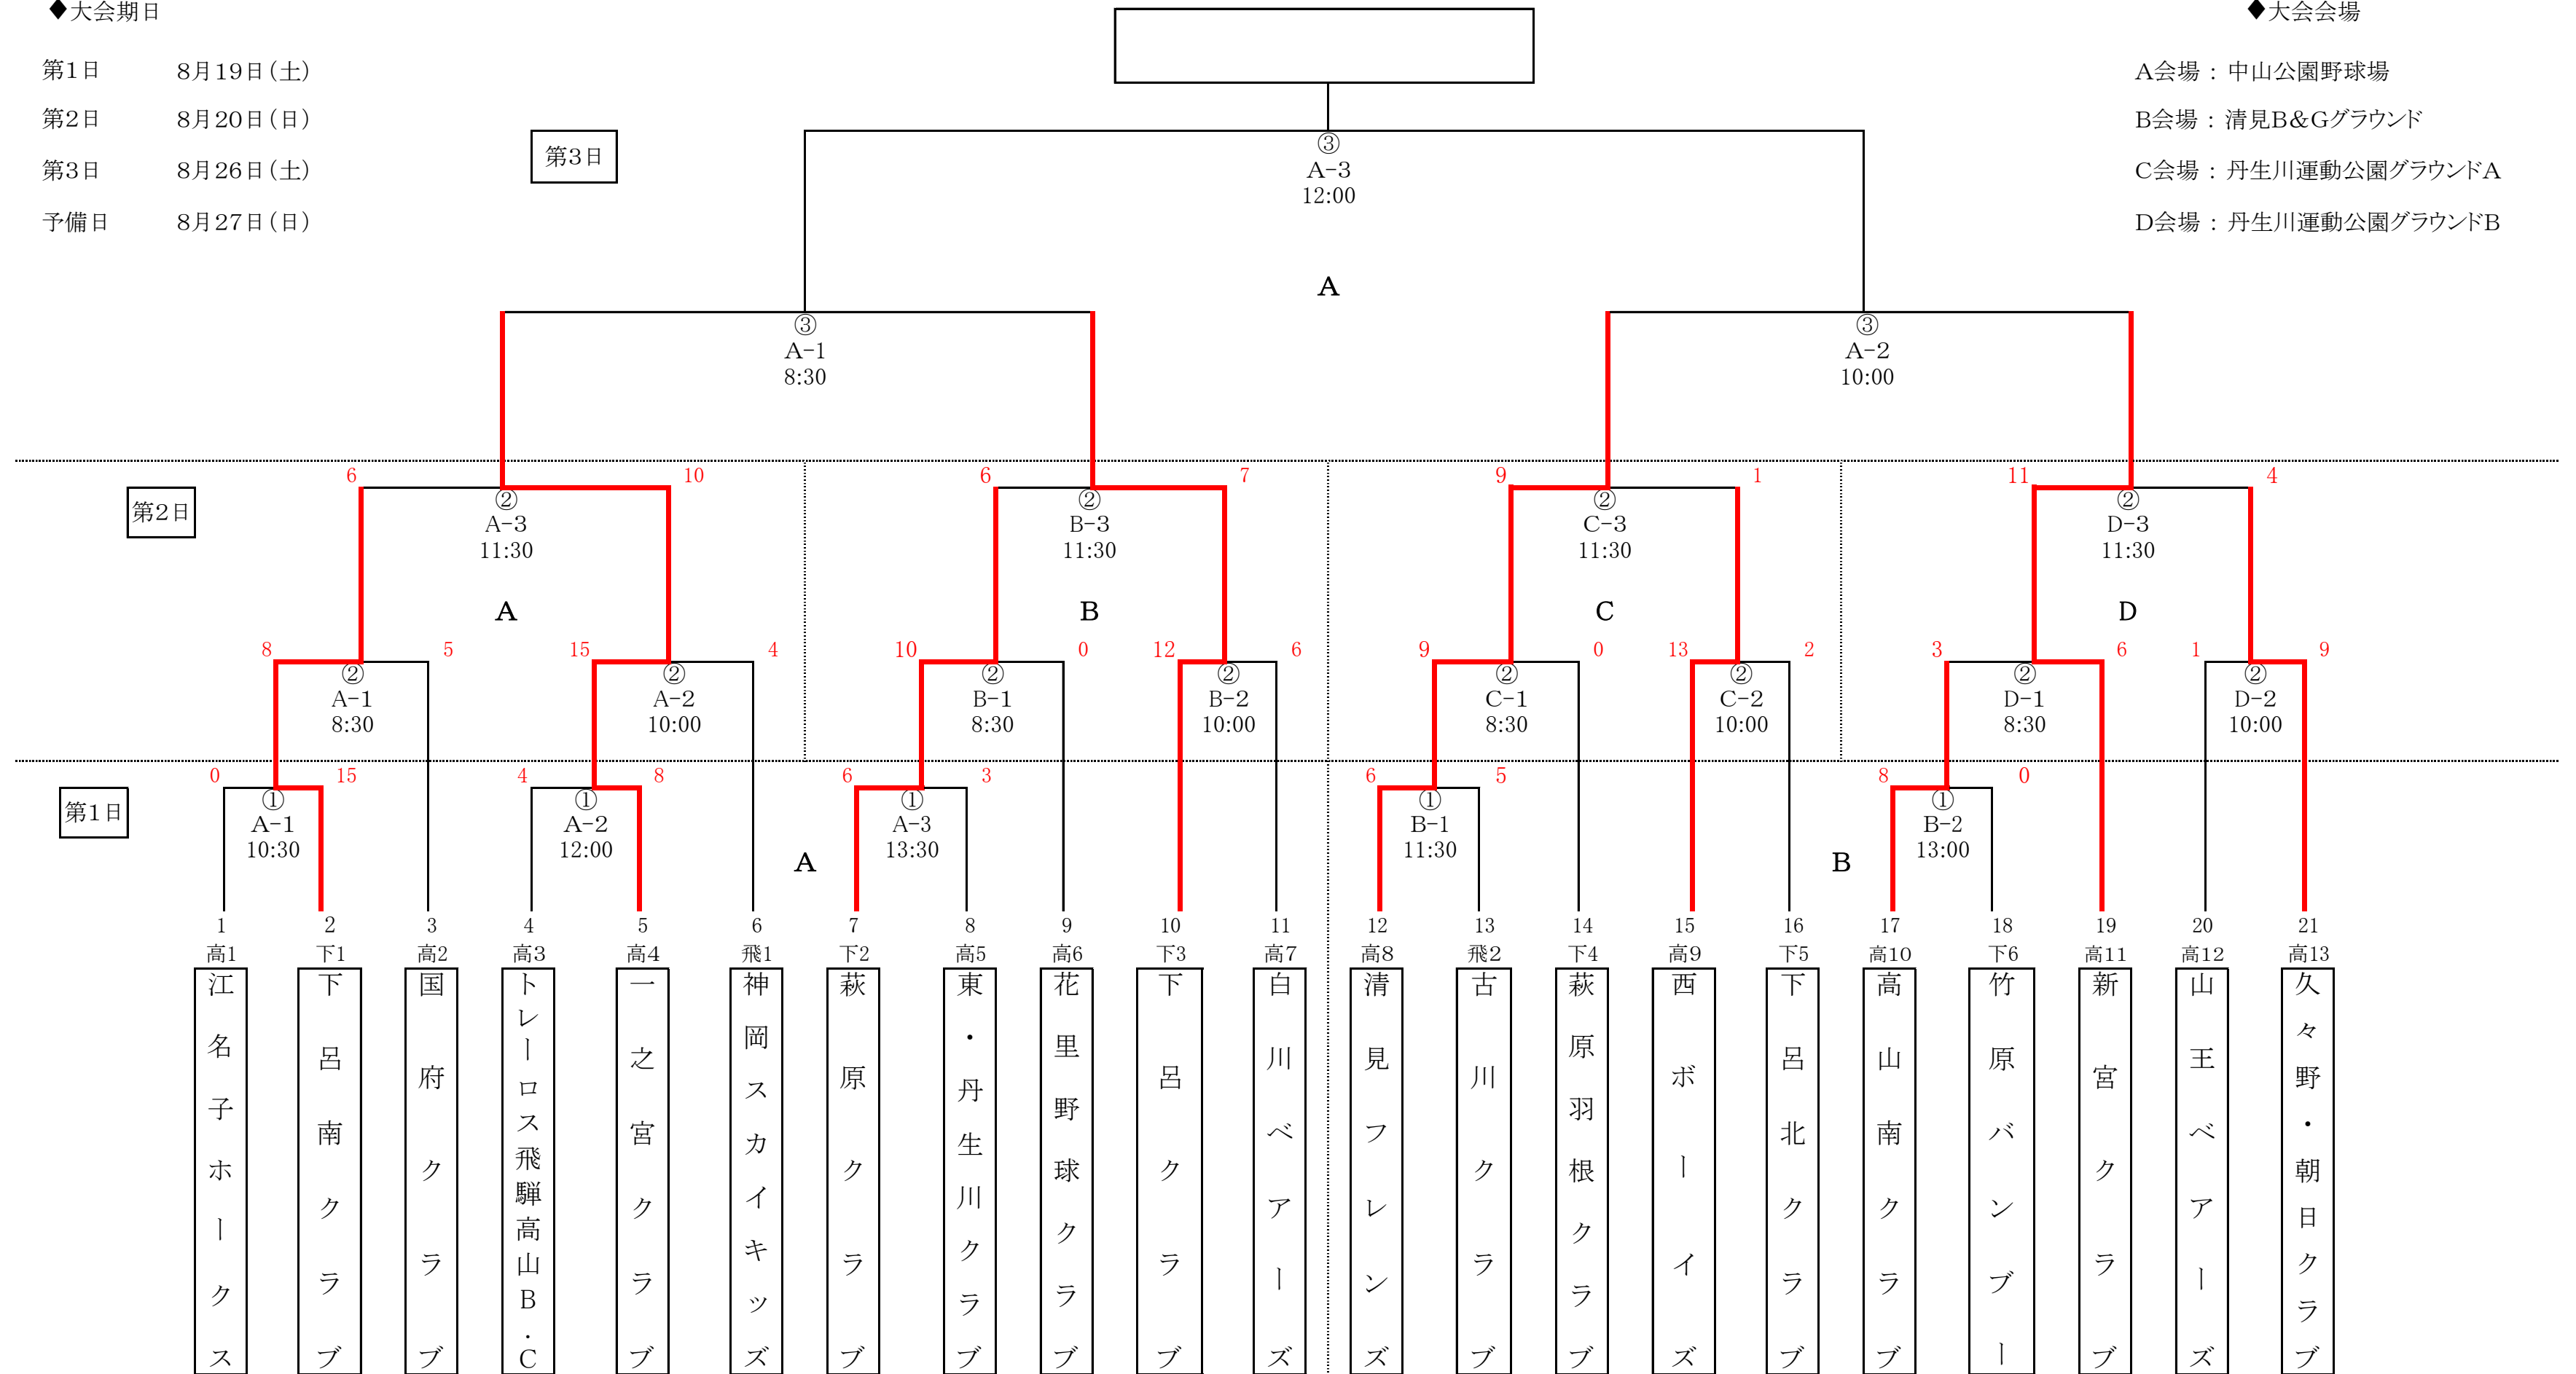 ◆大会期日
◆大会会場
第1日 8月19日(土)
A会場 : 中山公園野球場
第2日 8月20日(日)
B会場 : 清見B&Gグラウンド
第3日
第3日 8月26日(土)
C会場 : 丹生川運動公園グラウンドA
予備日 8月27日(日)
D会場 : 丹生川運動公園グラウンドB
③
A-3
12:00
A
③ ③
A-1 A-2
8:30 10:00
6 10 6 7 9 1 11 4
第2日
② ② ② ②
A-3 B-3 C-3 D-3
11:30 11:30 11:30 11:30
A B C D
8 5 15 4 10 0 12 6 9 0 13 2 3 6 1 9
② ② ② ② ② ② ② ②
A-1 A-2 B-1 B-2 C-1 C-2 D-1 D-2
8:30 10:00 8:30 10:00 8:30 10:00 8:30 10:00
0 15 4 8 6 3 6 5 8 0
第1日
① ① ① ① ①
A-1 A-2 A-3 B-1 B-2
10:30 12:00 13:30 11:30 13:00
A B
1 2 3 4 5 6 7 8 9 10 11 12 13 14 15 16 17 18 19 20 21
高1 下1 高2 高3 高4 飛1 下2 高5 高6 下3 高7 高8 飛2 下4 高9 下5 高10 下6 高11 高12 高13
江名子ホークス
下呂南クラブ
国府クラブ
トレーロス飛騨高山B.C
一之宮クラブ
神岡スカイキッズ
萩原クラブ
東・丹生川クラブ
花里野球クラブ
下呂クラブ
白川ベアーズ
清見フレンズ
古川クラブ
萩原羽根クラブ
西ボーイズ
下呂北クラブ
高山南クラブ
竹原バンブー
新宮クラブ
山王ベアーズ
久々野・朝日クラブ